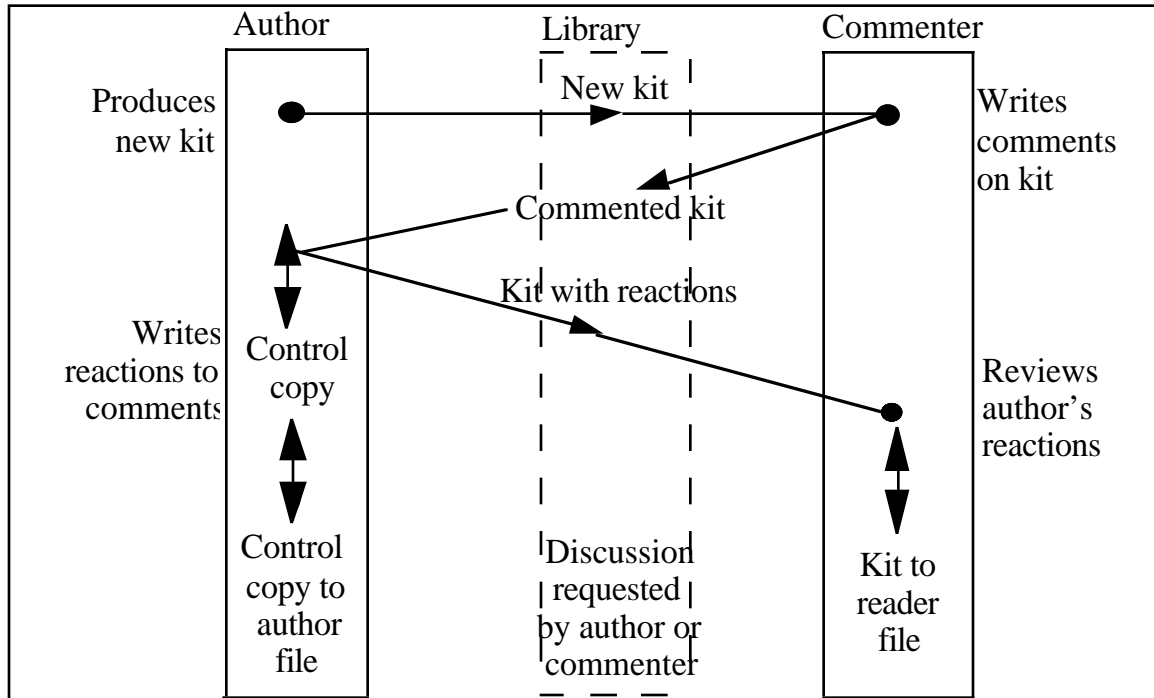 Author
Library
Commenter
Produces
new kit
New kit
Writes
comments
on kit
Commented kit
Kit with reactions
Writes
reactions to
comments
Control
copy
Reviews
author’s
reactions
Control
copy to
author
file
Discussion
requested
by author or
commenter
Kit to
reader
file